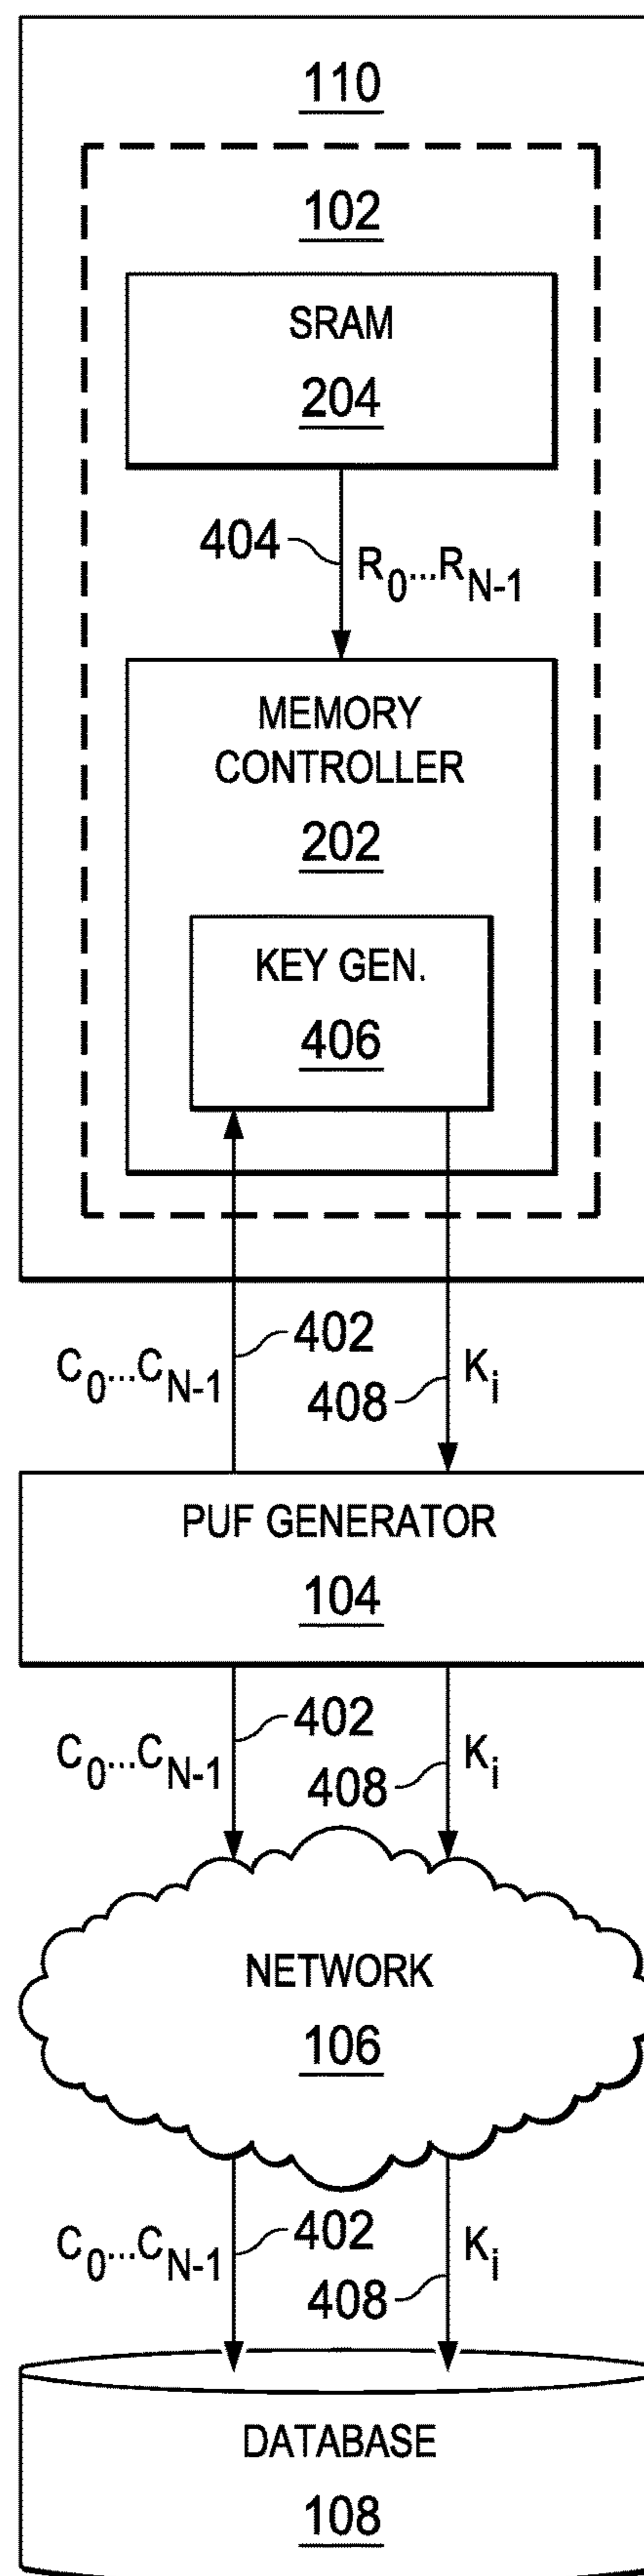 110
102
SRAM
204
404
R0...RN-1
MEMORY
CONTROLLER
202
KEY GEN.
406
C0...CN-1
402
408
Ki
PUF GENERATOR
104
C0...CN-1
402
408
Ki
NETWORK
106
C0...CN-1
402
408
Ki
DATABASE
108